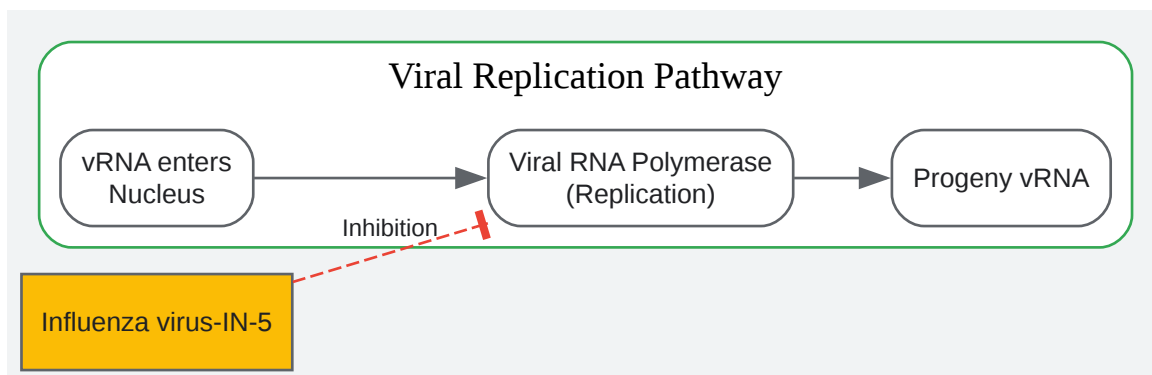 Viral Replication Pathway
vRNA enters
Nucleus
Viral RNA Polymerase
(Replication)
Progeny vRNA
Inhibition
Influenza virus-IN-5